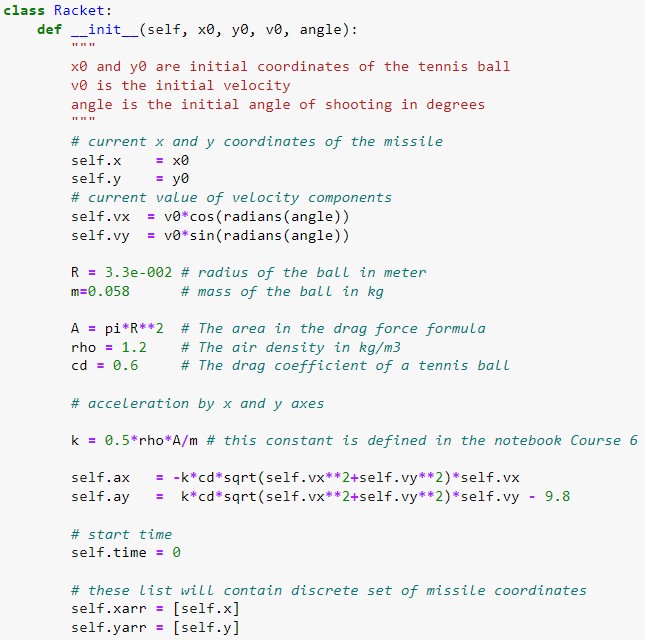 class Racket:
    def __init__(self, x0, y0, v0, angle):
        """
        x0 and y0 are initial coordinates of the tennis ball
        v0 is the initial velocity
        angle is the initial angle of shooting in degrees
        """
        # current x and y coordinates of the missile
        self.x    = x0
        self.y    = y0
        # current value of velocity components
        self.vx  = v0*cos(radians(angle))
        self.vy  = v0*sin(radians(angle))
        R = 3.3e-002 # radius of the ball in meter
        m=0.058      # mass of the ball in kg
        A = pi*R**2  # The area in the drag force formula
        rho = 1.2    # The air density in kg/m3
        cd = 0.6     # The drag coefficient of a tennis ball
        # acceleration by x and y axes
        k = 0.5*rho*A/m # this constant is defined in the notebook Course 6
        self.ax   = -k*cd*sqrt(self.vx**2+self.vy**2)*self.vx
        self.ay   =  k*cd*sqrt(self.vx**2+self.vy**2)*self.vy - 9.8
        # start time
        self.time = 0
        # these list will contain discrete set of missile coordinates
        self.xarr = [self.x]
        self.yarr = [self.y]